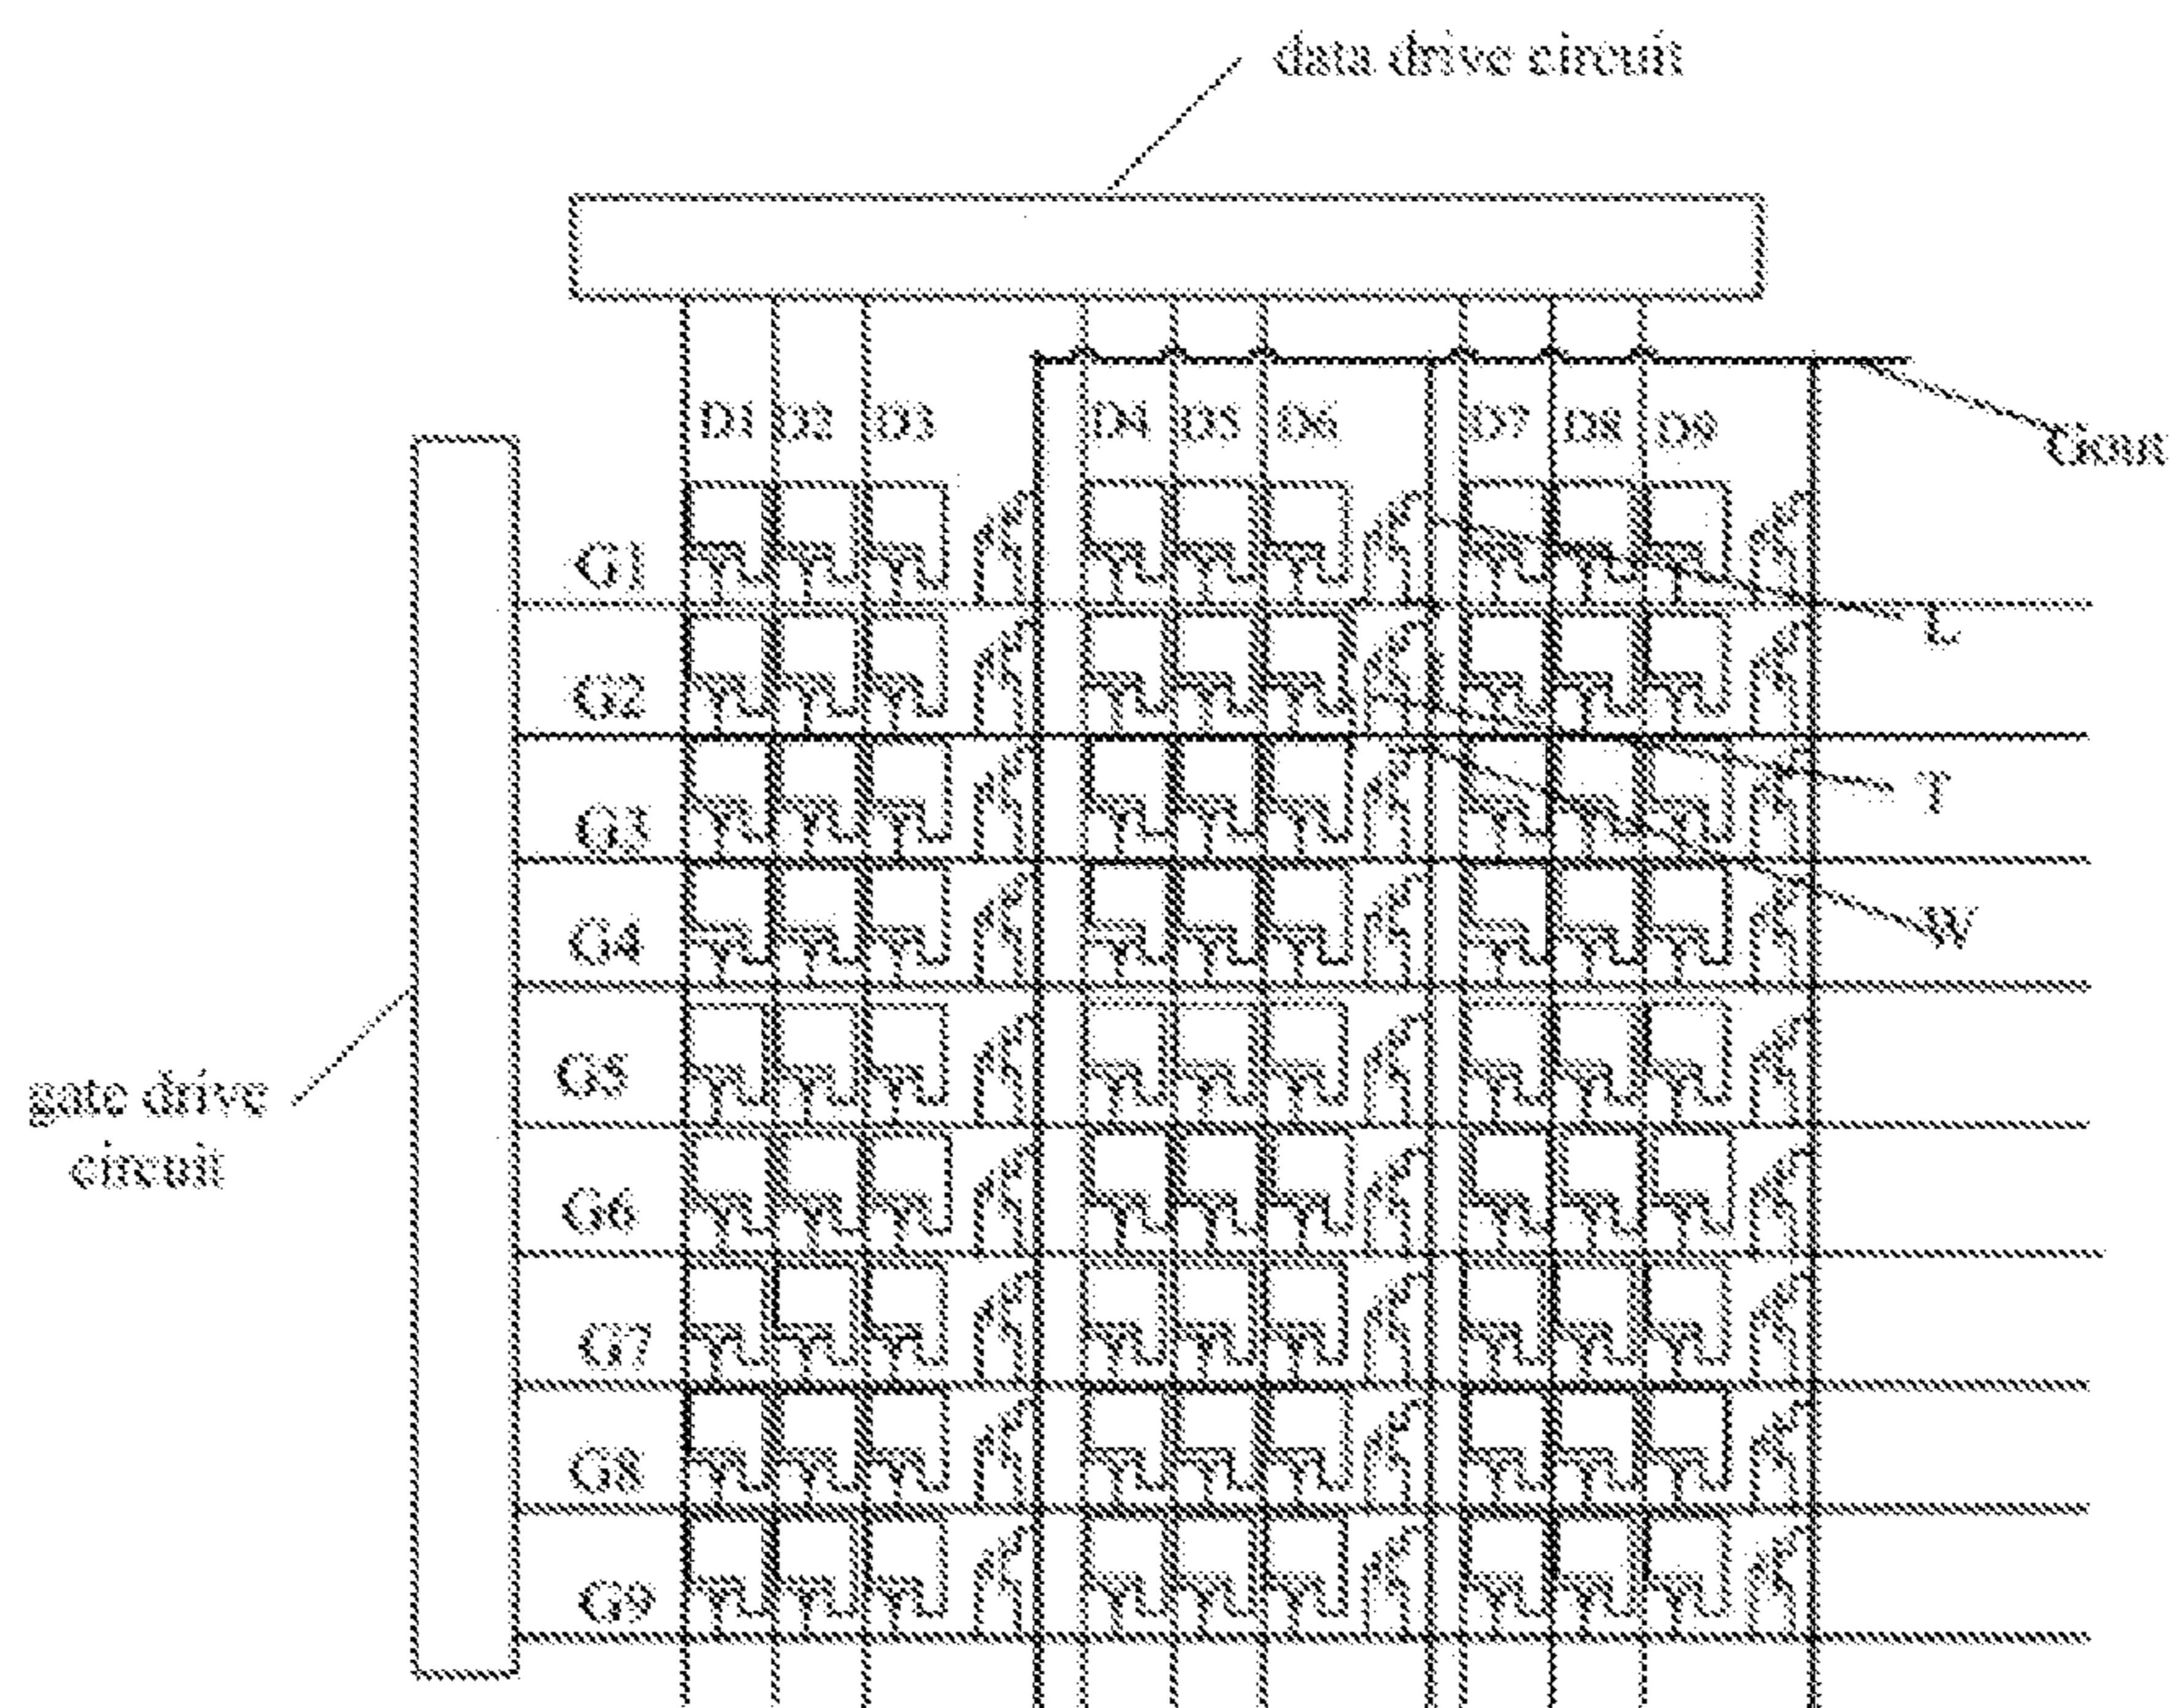 data drive circuit
D1 D2 D3 D4 D5 D6 D7 D8 D9
Gout
G1
L
G2
T
G3
W
G4
G5
gate drive
circuit
G6
G7
G8
G9